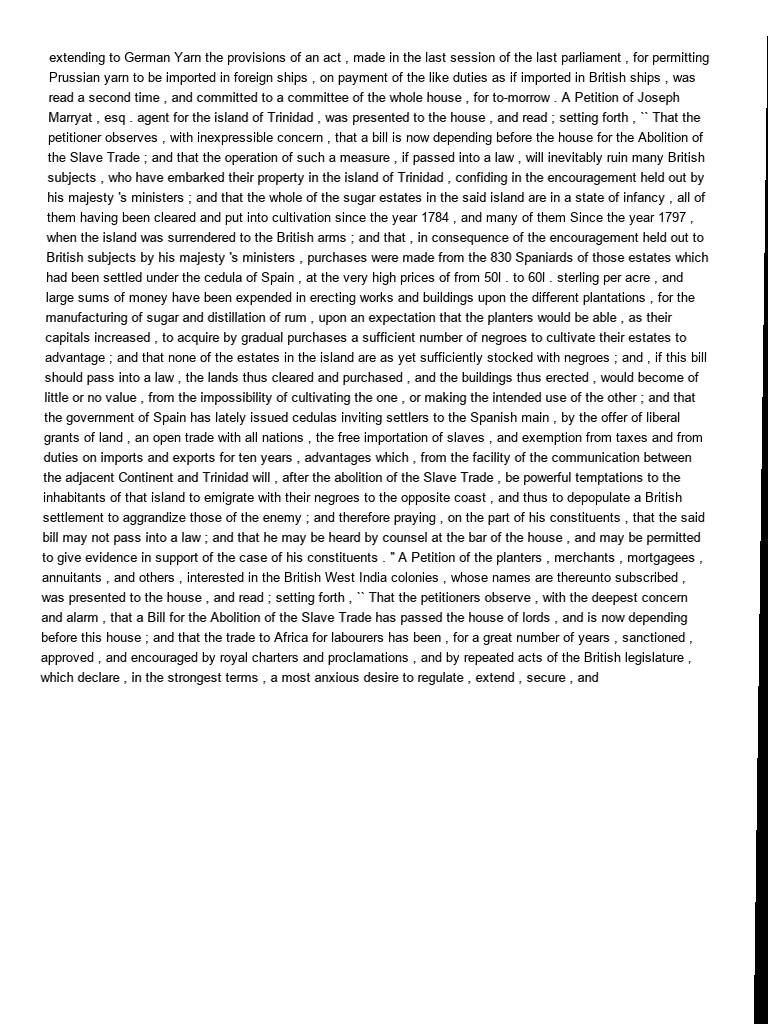 extending to German Yarn the provisions of an act , made in the last session of the last parliament , for permitting
Prussian yarn to be imported in foreign ships , on payment of the like duties as if imported in British ships , was
read a second time , and committed to a committee of the whole house , for to-morrow . A Petition of Joseph
Marryat , esq . agent for the island of Trinidad , was presented to the house , and read ; setting forth , `` That the
petitioner observes , with inexpressible concern , that a bill is now depending before the house for the Abolition of
the Slave Trade ; and that the operation of such a measure , if passed into a law , will inevitably ruin many British
subjects , who have embarked their property in the island of Trinidad , confiding in the encouragement held out by
his majesty 's ministers ; and that the whole of the sugar estates in the said island are in a state of infancy , all of
them having been cleared and put into cultivation since the year 1784 , and many of them Since the year 1797 ,
when the island was surrendered to the British arms ; and that , in consequence of the encouragement held out to
British subjects by his majesty 's ministers , purchases were made from the 830 Spaniards of those estates which
had been settled under the cedula of Spain , at the very high prices of from 50l . to 60l . sterling per acre , and
large sums of money have been expended in erecting works and buildings upon the different plantations , for the
manufacturing of sugar and distillation of rum , upon an expectation that the planters would be able , as their
capitals increased , to acquire by gradual purchases a sufficient number of negroes to cultivate their estates to
advantage ; and that none of the estates in the island are as yet sufficiently stocked with negroes ; and , if this bill
should pass into a law , the lands thus cleared and purchased , and the buildings thus erected , would become of
little or no value , from the impossibility of cultivating the one , or making the intended use of the other ; and that
the government of Spain has lately issued cedulas inviting settlers to the Spanish main , by the offer of liberal
grants of land , an open trade with all nations , the free importation of slaves , and exemption from taxes and from
duties on imports and exports for ten years , advantages which , from the facility of the communication between
the adjacent Continent and Trinidad will , after the abolition of the Slave Trade , be powerful temptations to the
inhabitants of that island to emigrate with their negroes to the opposite coast , and thus to depopulate a British
settlement to aggrandize those of the enemy ; and therefore praying , on the part of his constituents , that the said
bill may not pass into a law ; and that he may be heard by counsel at the bar of the house , and may be permitted
to give evidence in support of the case of his constituents . " A Petition of the planters , merchants , mortgagees ,
annuitants , and others , interested in the British West India colonies , whose names are thereunto subscribed ,
was presented to the house , and read ; setting forth , `` That the petitioners observe , with the deepest concern
and alarm , that a Bill for the Abolition of the Slave Trade has passed the house of lords , and is now depending
before this house ; and that the trade to Africa for labourers has been , for a great number of years , sanctioned ,
approved , and encouraged by royal charters and proclamations , and by repeated acts of the British legislature ,
which declare , in the strongest terms , a most anxious desire to regulate , extend , secure , and